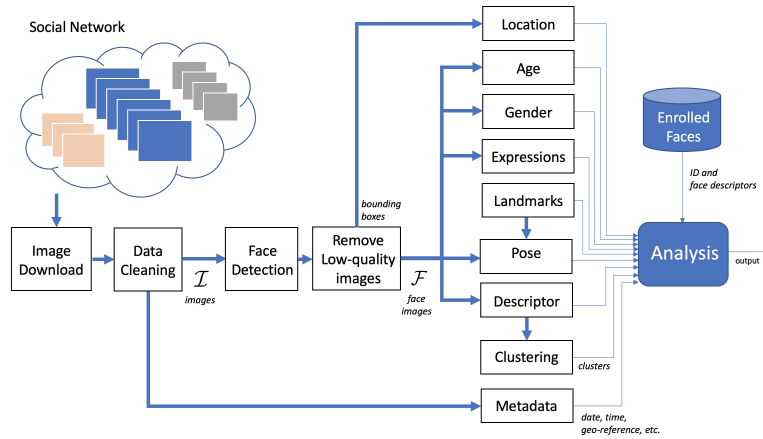 Social Network
Location
Age
Gender
Expressions
Landmarks
Pose
Descriptor
Clustering
Metadata
Enrolled
Faces
ID and
face descriptors
bounding
boxes
Image
Download
Data
Cleaning
ℐ
images
Face
Detection
Remove
Low-quality
images
ℱ
face
images
Analysis
output
clusters
date, time,
geo-reference, etc.